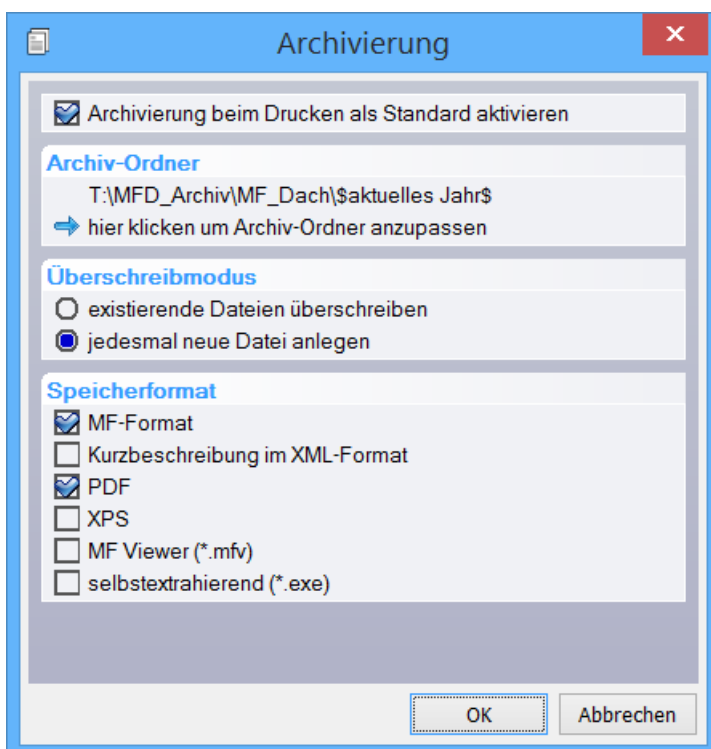 Archivierung
Archivierung beim Drucken als Standard aktivieren
Archiv-Ordner
T:\MFD_Archiv\MF_Dach\$aktuelles Jahr$
hier klicken um Archiv-Ordner anzupassen
Überschreibmodus
existierende Dateien überschreiben
jedesmal neue Datei anlegen
Speicherformat
MF-Format
Kurzbeschreibung im XML-Format
PDF
XPS
MF Viewer (*.mfv)
selbstextrahierend (*.exe)
OK
Abbrechen